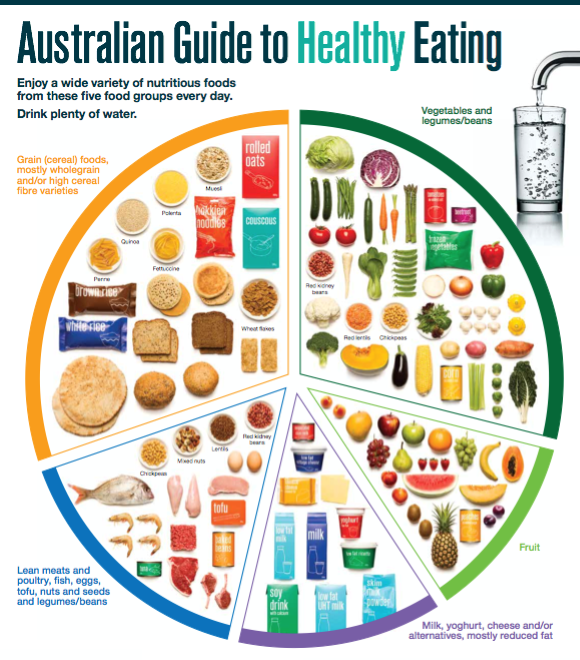 Australian Guide to Healthy Eating
Enjoy a wide variety of nutritious foods
from these five food groups every day.
Drink plenty of water.
Grain (cereal) foods,
mostly wholegrain
and/or high cereal
fibre varieties
Vegetables and
legumes/beans
rolled
oats
Muesli
Polenta
hokkien
noodles
couscous
Quinoa
Fettuccine
Penne
brown rice
white rice
Wheat flakes
frozen
vegetables
Red kidney
beans
Red lentils
Chickpeas
Red kidney
beans
Lentils
Mixed nuts
Chickpeas
tofu
baked
beans
low fat
milk
milk
yoghurt
soy
drink
low fat
UHT milk
skim
milk
powder
Lean meats and
poultry, fish, eggs,
tofu, nuts and seeds
and legumes/beans
Fruit
Milk, yoghurt, cheese and/or
alternatives, mostly reduced fat